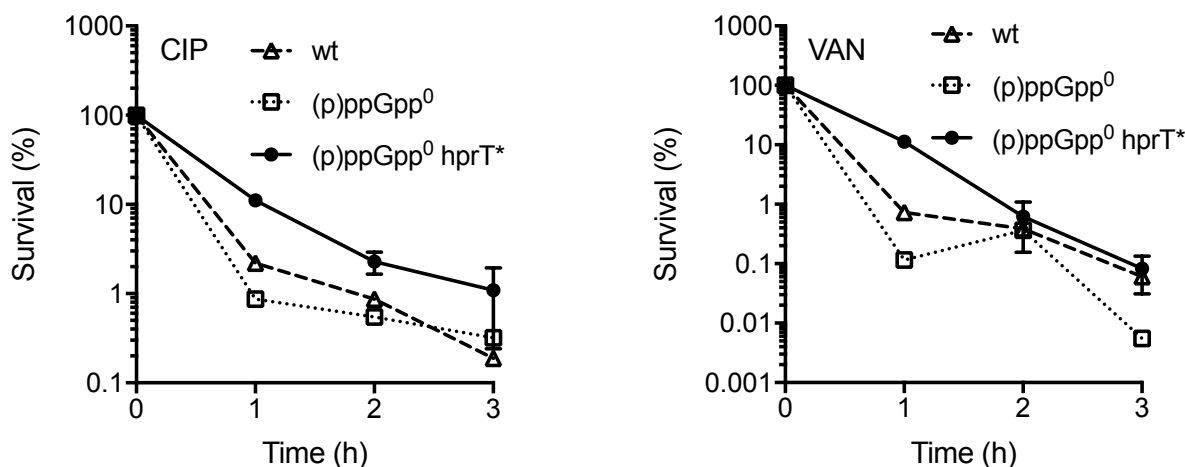 CIP
wt
(p)ppGpp⁰
(p)ppGpp⁰ hprT*
Survival (%)
1000
100
10
1
0.1
0 1 2 3
Time (h)
VAN
wt
(p)ppGpp⁰
(p)ppGpp⁰ hprT*
Survival (%)
1000
100
10
1
0.1
0.01
0.001
0 1 2 3
Time (h)